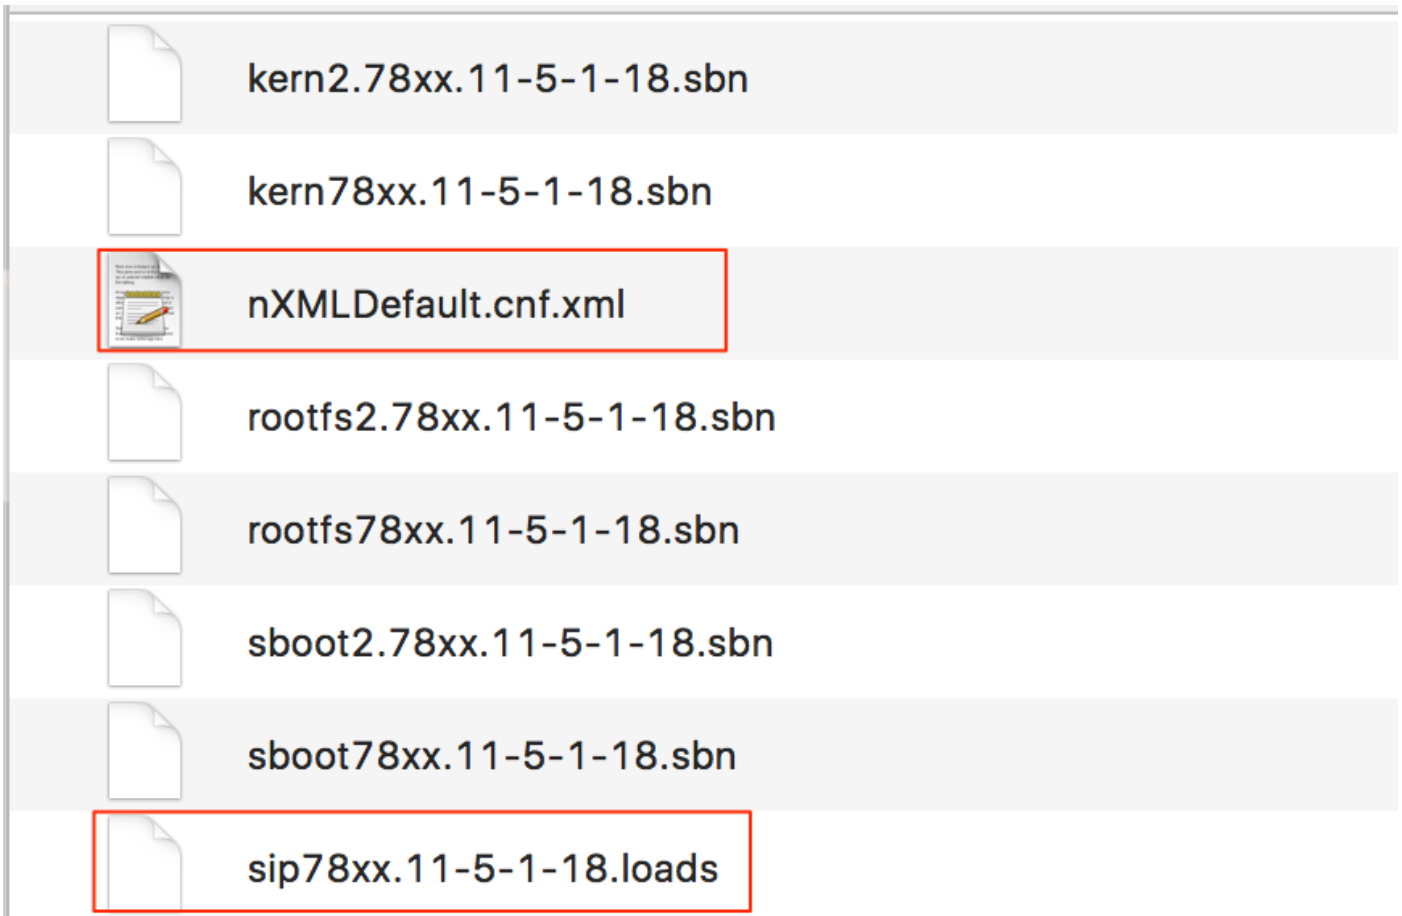 kern2.78xx.11-5-1-18.sbn
kern78xx.11-5-1-18.sbn
nXMLDefault.cnf.xml
rootfs2.78xx.11-5-1-18.sbn
rootfs78xx.11-5-1-18.sbn
sboot2.78xx.11-5-1-18.sbn
sboot78xx.11-5-1-18.sbn
sip78xx.11-5-1-18.loads